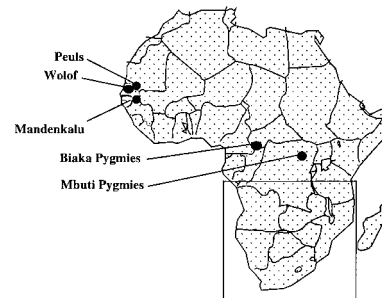 Peuls
Wolof
Mandenkalu
Biaka Pygmies
Mbuti Pygmies